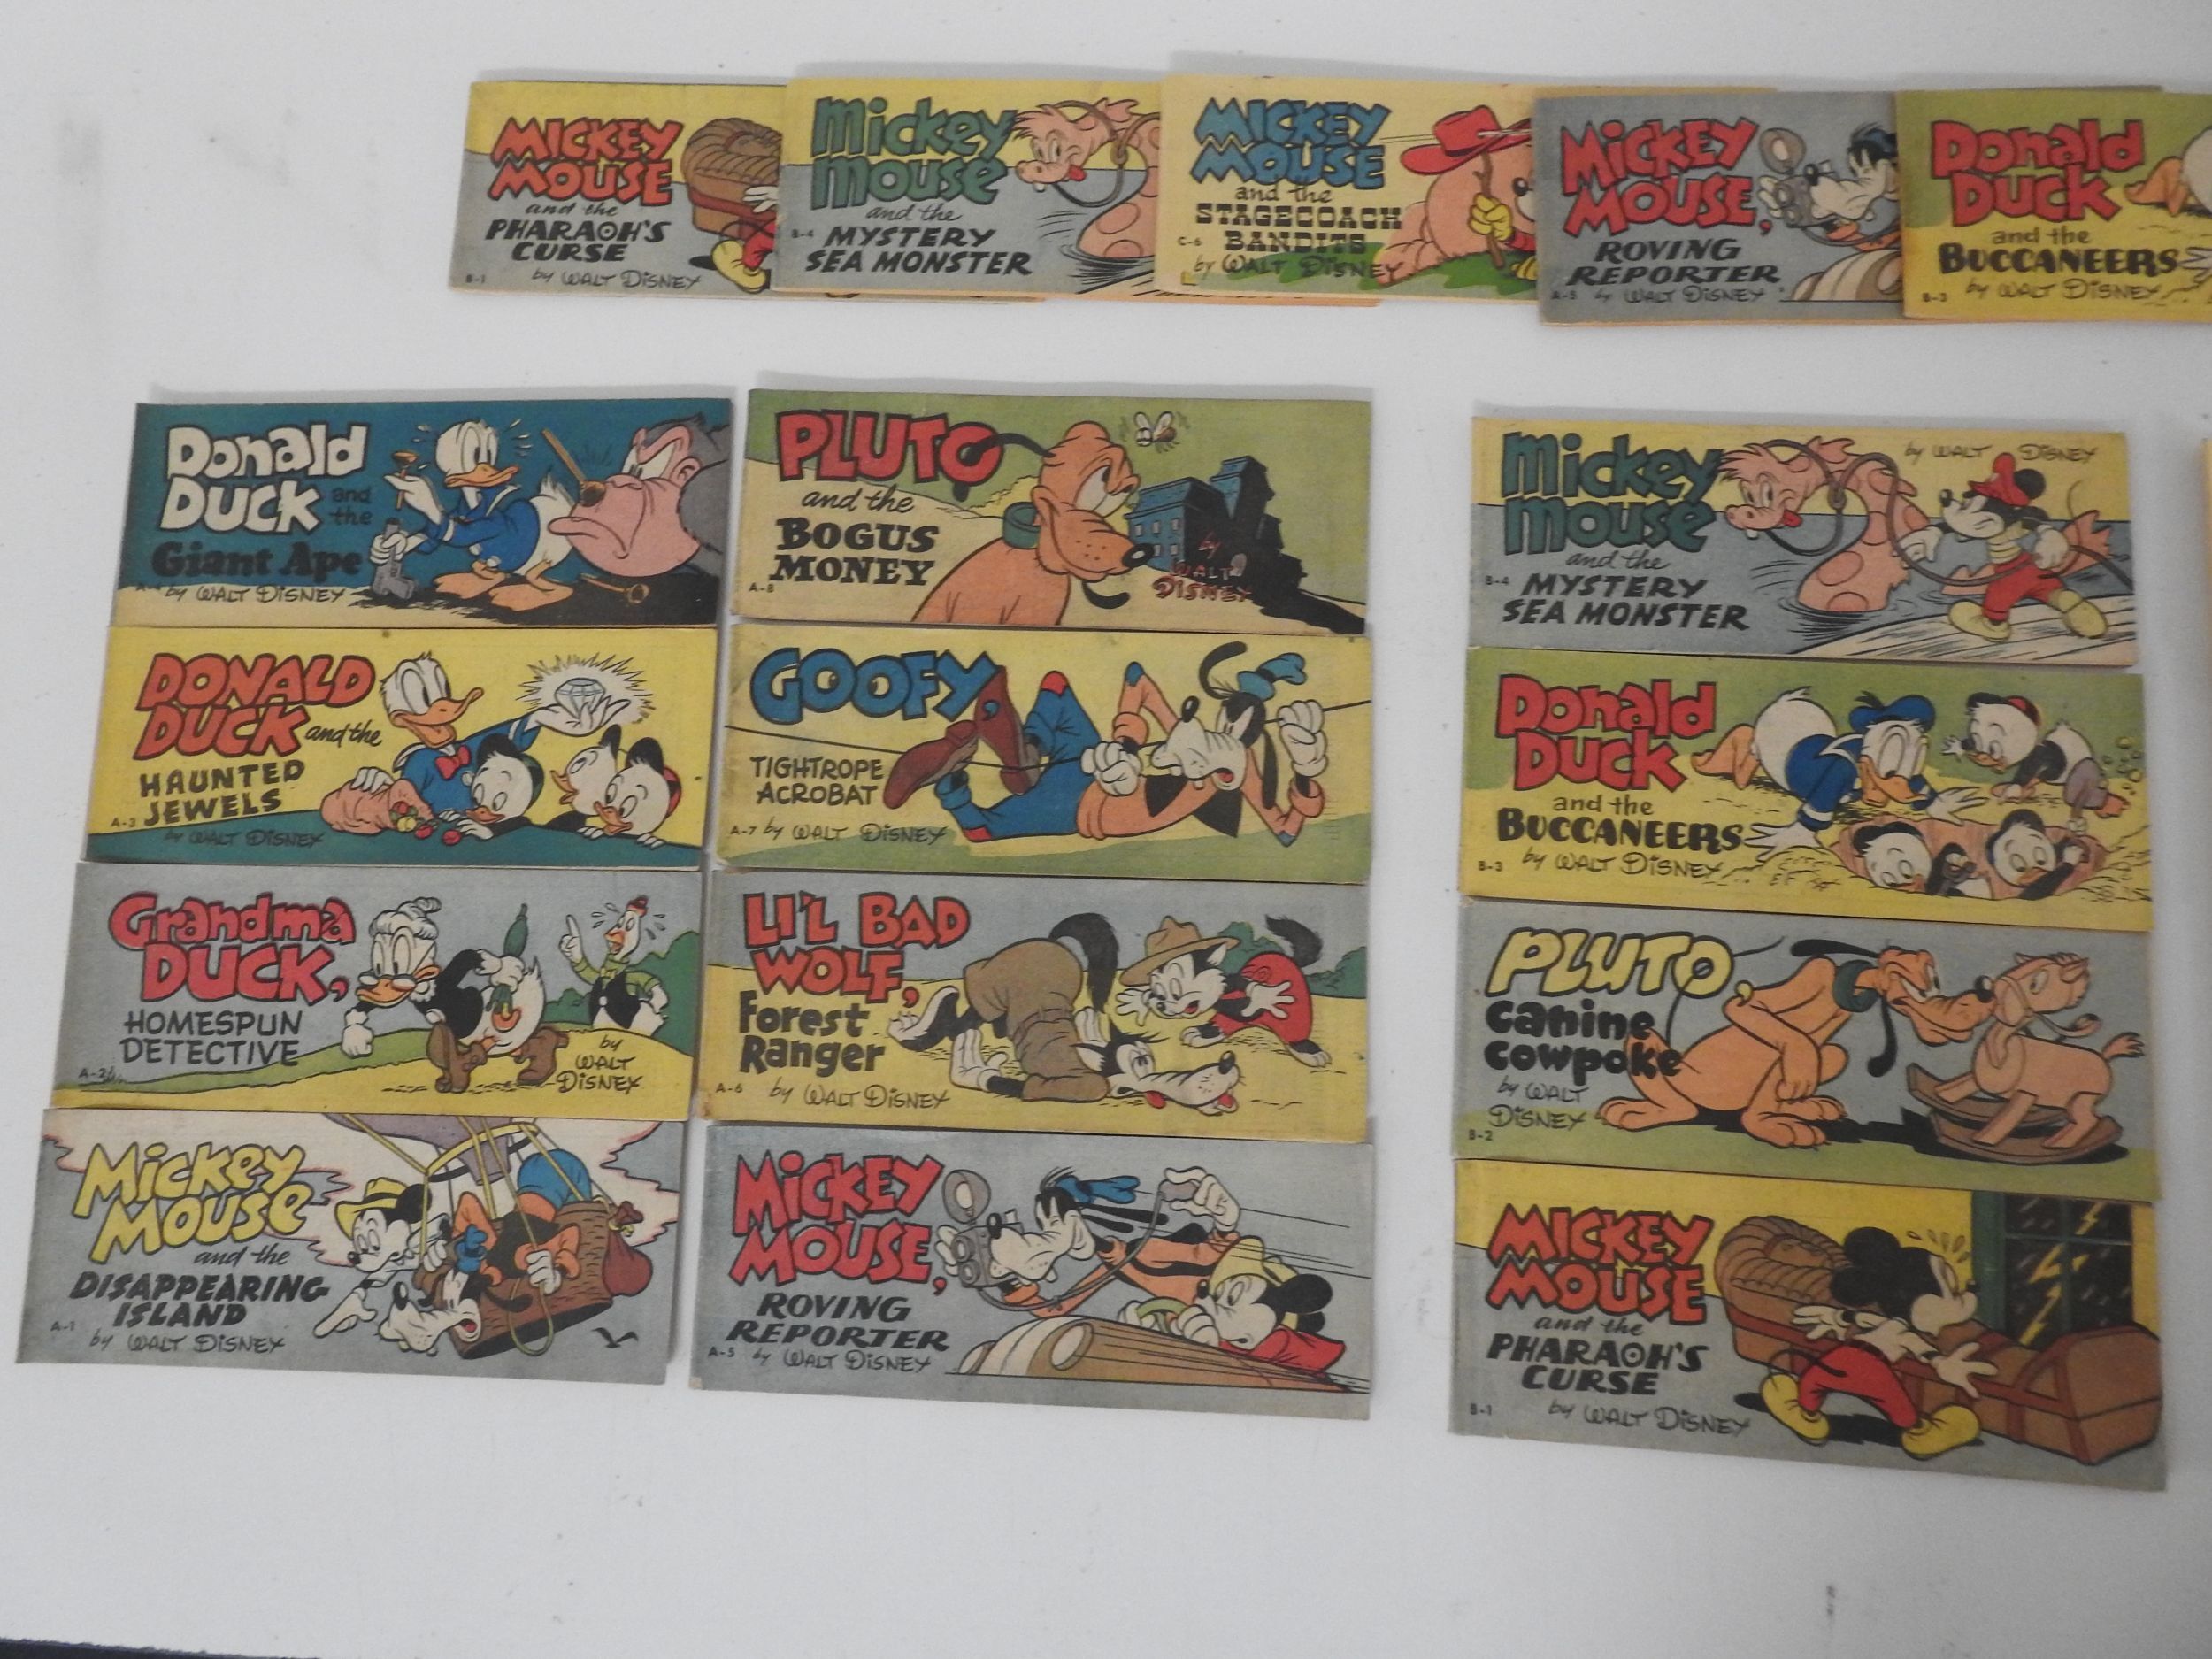 MICKEY
MOUSE
and the
PHARAOH'S
CURSE
B-1
by WALT DISNEY
Mickey
Mouse
and the
B-4 MYSTERY
SEA MONSTER
MICKEY
MOUSE
and the
STAGECOACH
C-6 BANDITS
by WALT DISNEY
MICKEY
MOUSE,
ROVING
REPORTER
A-5 by WALT DISNEY
Donald
DUCK
and the
BUCCANEERS
B-3 by WALT DISNEY
Donald
DUCK and
the
Giant Ape
by WALT DISNEY
DONALD
DUCK and the
HAUNTED
A-3 JEWELS
by WALT DISNEY
Grandma
DUCK,
HOMESPUN
DETECTIVE
A-2
by
WALT
DISNEY
Mickey
Mouse
and the
DISAPPEARING
ISLAND
A-1
by WALT DISNEY
PLUTO
and the
BOGUS
MONEY
A-8
by
WALT
DISNEY
GOOFY,
TIGHTROPE
ACROBAT
A-7 by WALT DISNEY
LI'L BAD
WOLF,
Forest
Ranger
A-6 by WALT DISNEY
MICKEY
MOUSE,
ROVING
REPORTER
A-5 by WALT DISNEY
Mickey
Mouse
by WALT DISNEY
and the
B-4 MYSTERY
SEA MONSTER
Donald
DUCK
and the
BUCCANEERS
B-3 by WALT DISNEY
PLUTO
canine
cowpoke
by WALT
DISNEY
B-2
MICKEY
MOUSE
and the
PHARAOH'S
CURSE
B-1
by WALT DISNEY